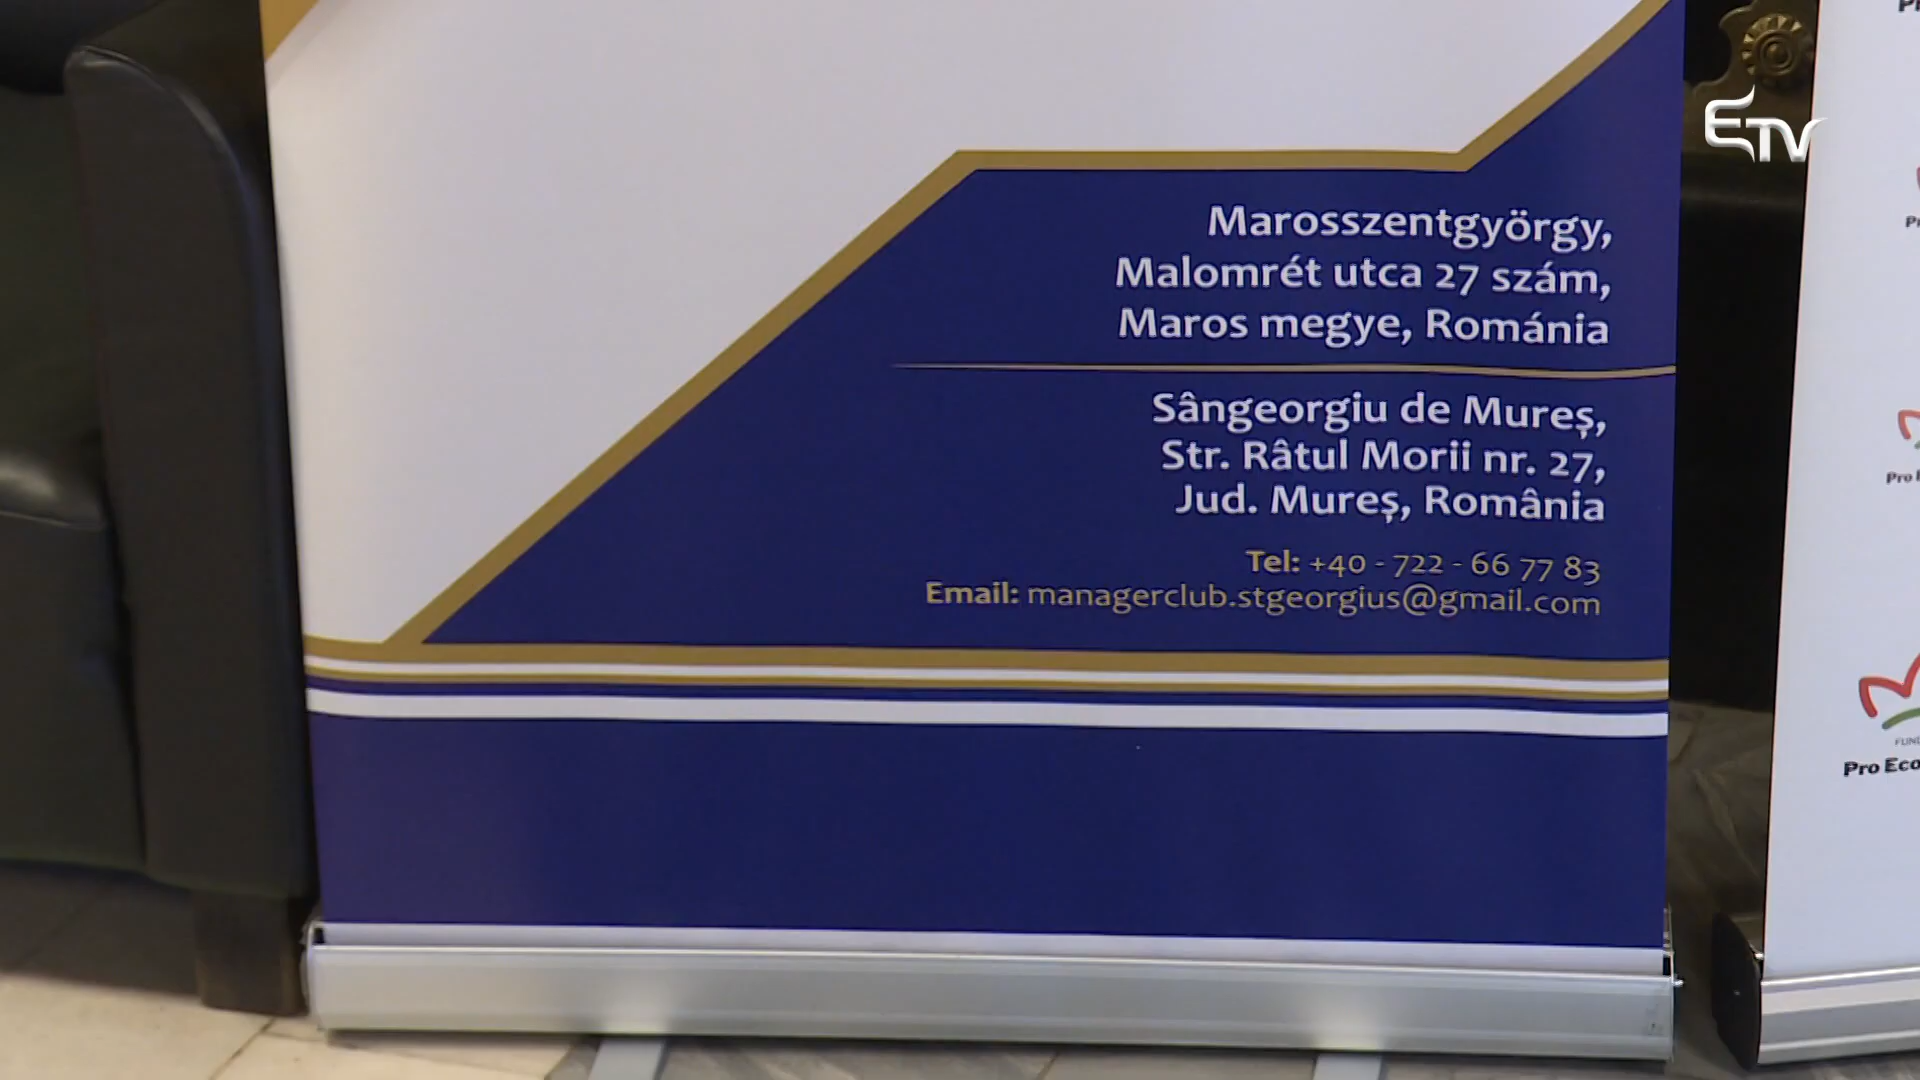 ETV
Marosszentgyörgy,
Malomrét utca 27 szám,
Maros megye, Románia
Sângeorgiu de Mureș,
Str. Râtul Morii nr. 27,
Jud. Mureș, România
Tel: +40 - 722 - 66 77 83
Email: managerclub.stgeorgius@gmail.com
Pro
Pro Eco